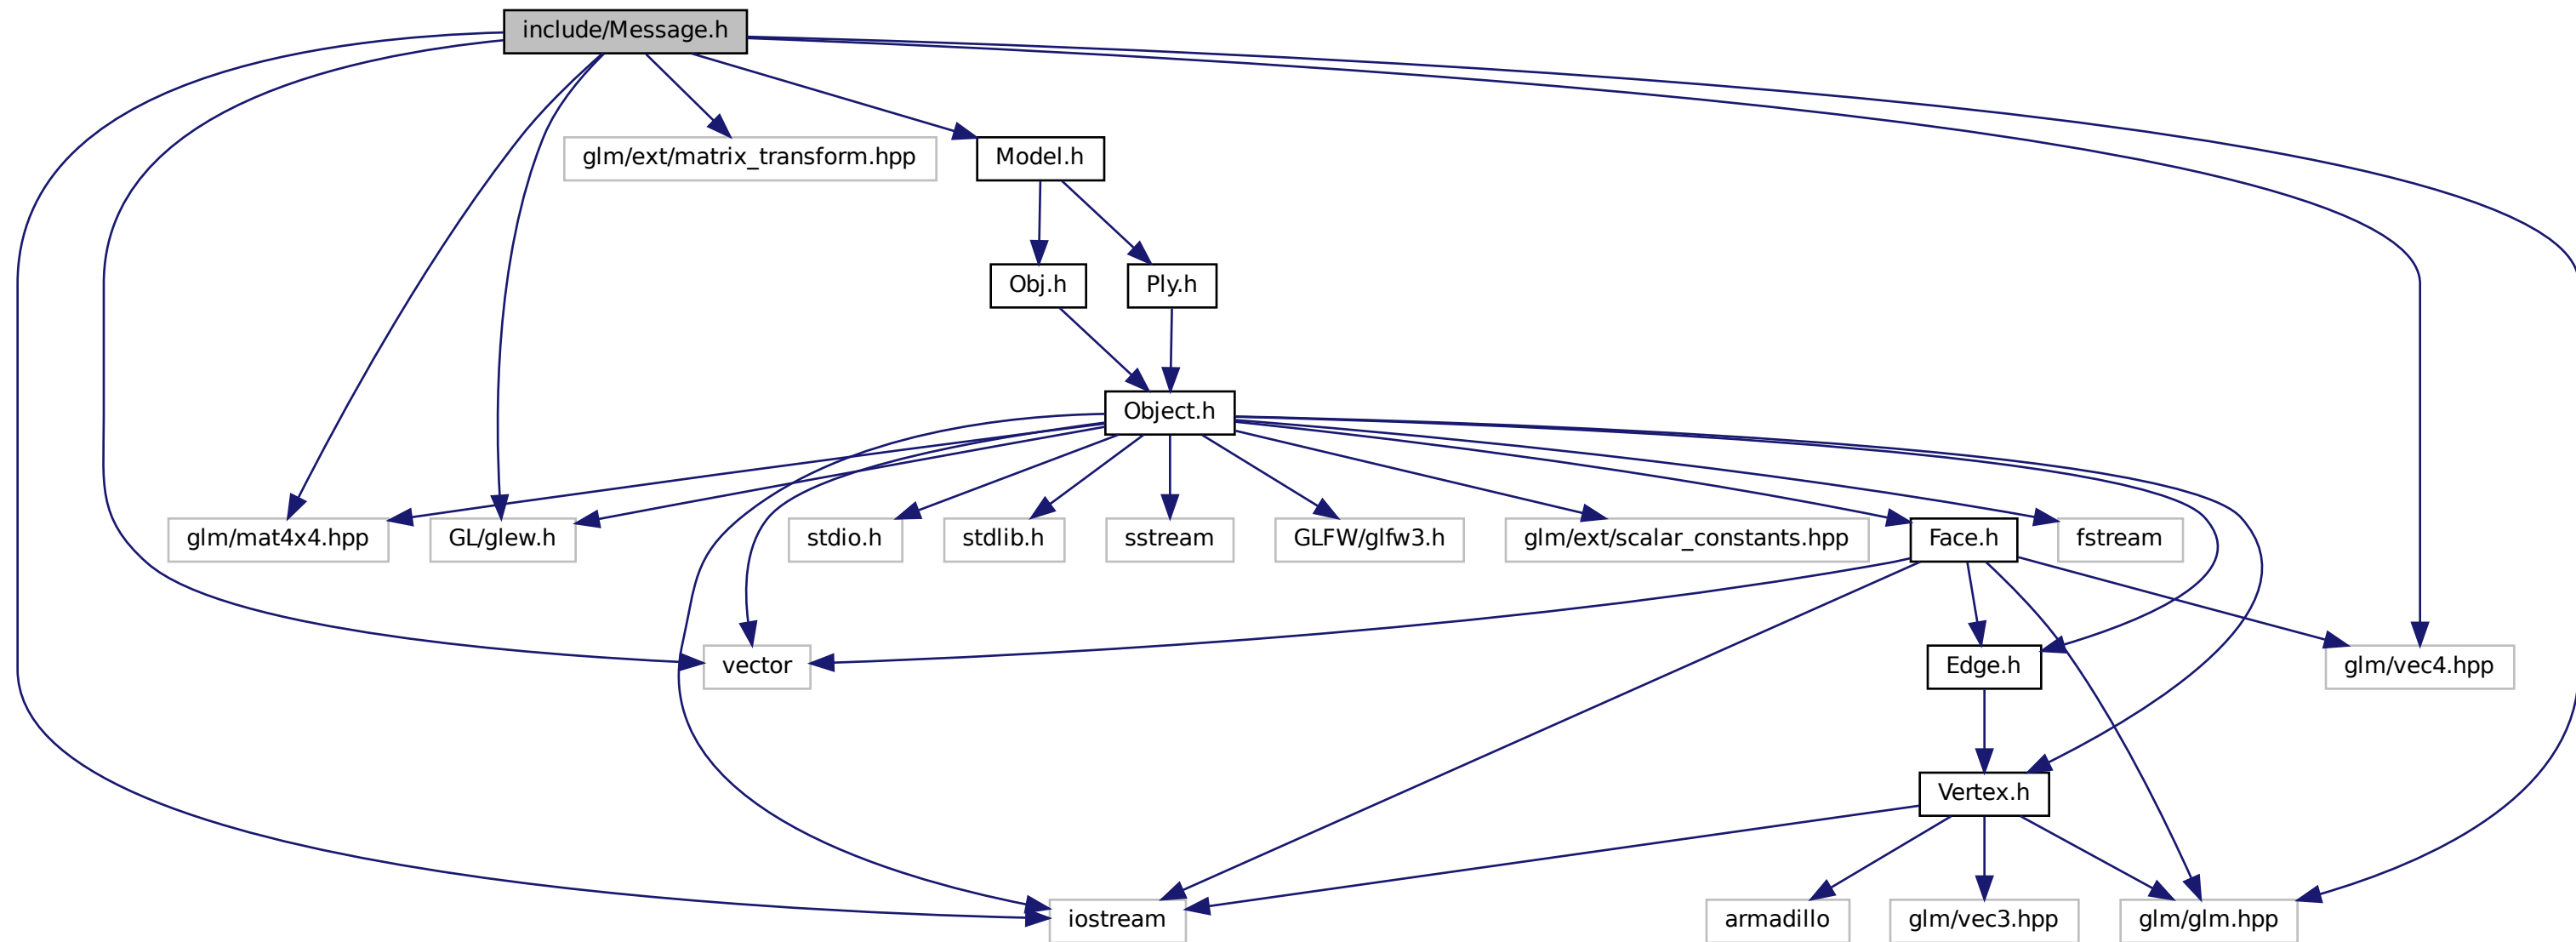 include/Message.h
glm/ext/matrix_transform.hpp
Model.h
Obj.h
Ply.h
Object.h
glm/mat4x4.hpp
GL/glew.h
stdio.h
stdlib.h
sstream
GLFW/glfw3.h
glm/ext/scalar_constants.hpp
Face.h
fstream
vector
Edge.h
glm/vec4.hpp
Vertex.h
iostream
armadillo
glm/vec3.hpp
glm/glm.hpp